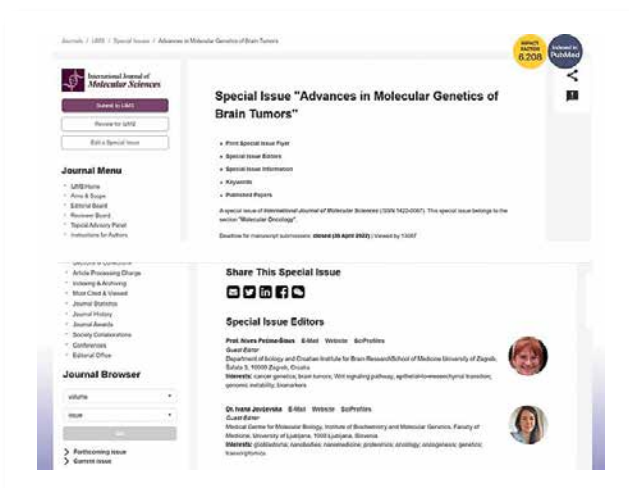 Journals / IJMS / Special Issues / Advances in Molecular Genetics of Brain Tumors
IMPACT
FACTOR
6.208
Indexed in
PubMed
International Journal of
Molecular Sciences
Submit to IJMS
Review for IJMS
Edit a Special Issue
Journal Menu
IJMS Home
Aims & Scope
Editorial Board
Reviewer Board
Topical Advisory Panel
Instructions for Authors
Special Issue "Advances in Molecular Genetics of
Brain Tumors"
Print Special Issue Flyer
Special Issue Editors
Special Issue Information
Keywords
Published Papers
A special issue of International Journal of Molecular Sciences (ISSN 1422-0067). This special issue belongs to the
section "Molecular Oncology".
Deadline for manuscript submissions: closed (30 April 2022) | Viewed by
Article Processing Charge
Indexing & Archiving
Most Cited & Viewed
Journal Statistics
Journal History
Journal Awards
Society Collaborations
Conferences
Editorial Office
Journal Browser
volume
issue
Forthcoming issue
Current issue
Share This Special Issue
Special Issue Editors
Prof. Nives E-Mail Website SciProfiles
Guest Editor
Department of biology and Croatian Institute for Brain Research School of Medicine University of Zagreb,
Šalata 3, 10000 Zagreb, Croatia
Interests: cancer genetics; brain tumors; Wnt signaling pathway; epithelial-to-mesenchymal transition;
genomic instability; biomarkers
Dr. Ivana Jovčevska E-Mail Website SciProfiles
Guest Editor
Medical Centre for Molecular Biology, Institute of Biochemistry and Molecular Genetics, Faculty of
Medicine, University of Ljubljana, 1000 Ljubljana, Slovenia
Interests: glioblastoma; nanobodies; nanomedicine; proteomics; oncology; genetics;
transcriptomics